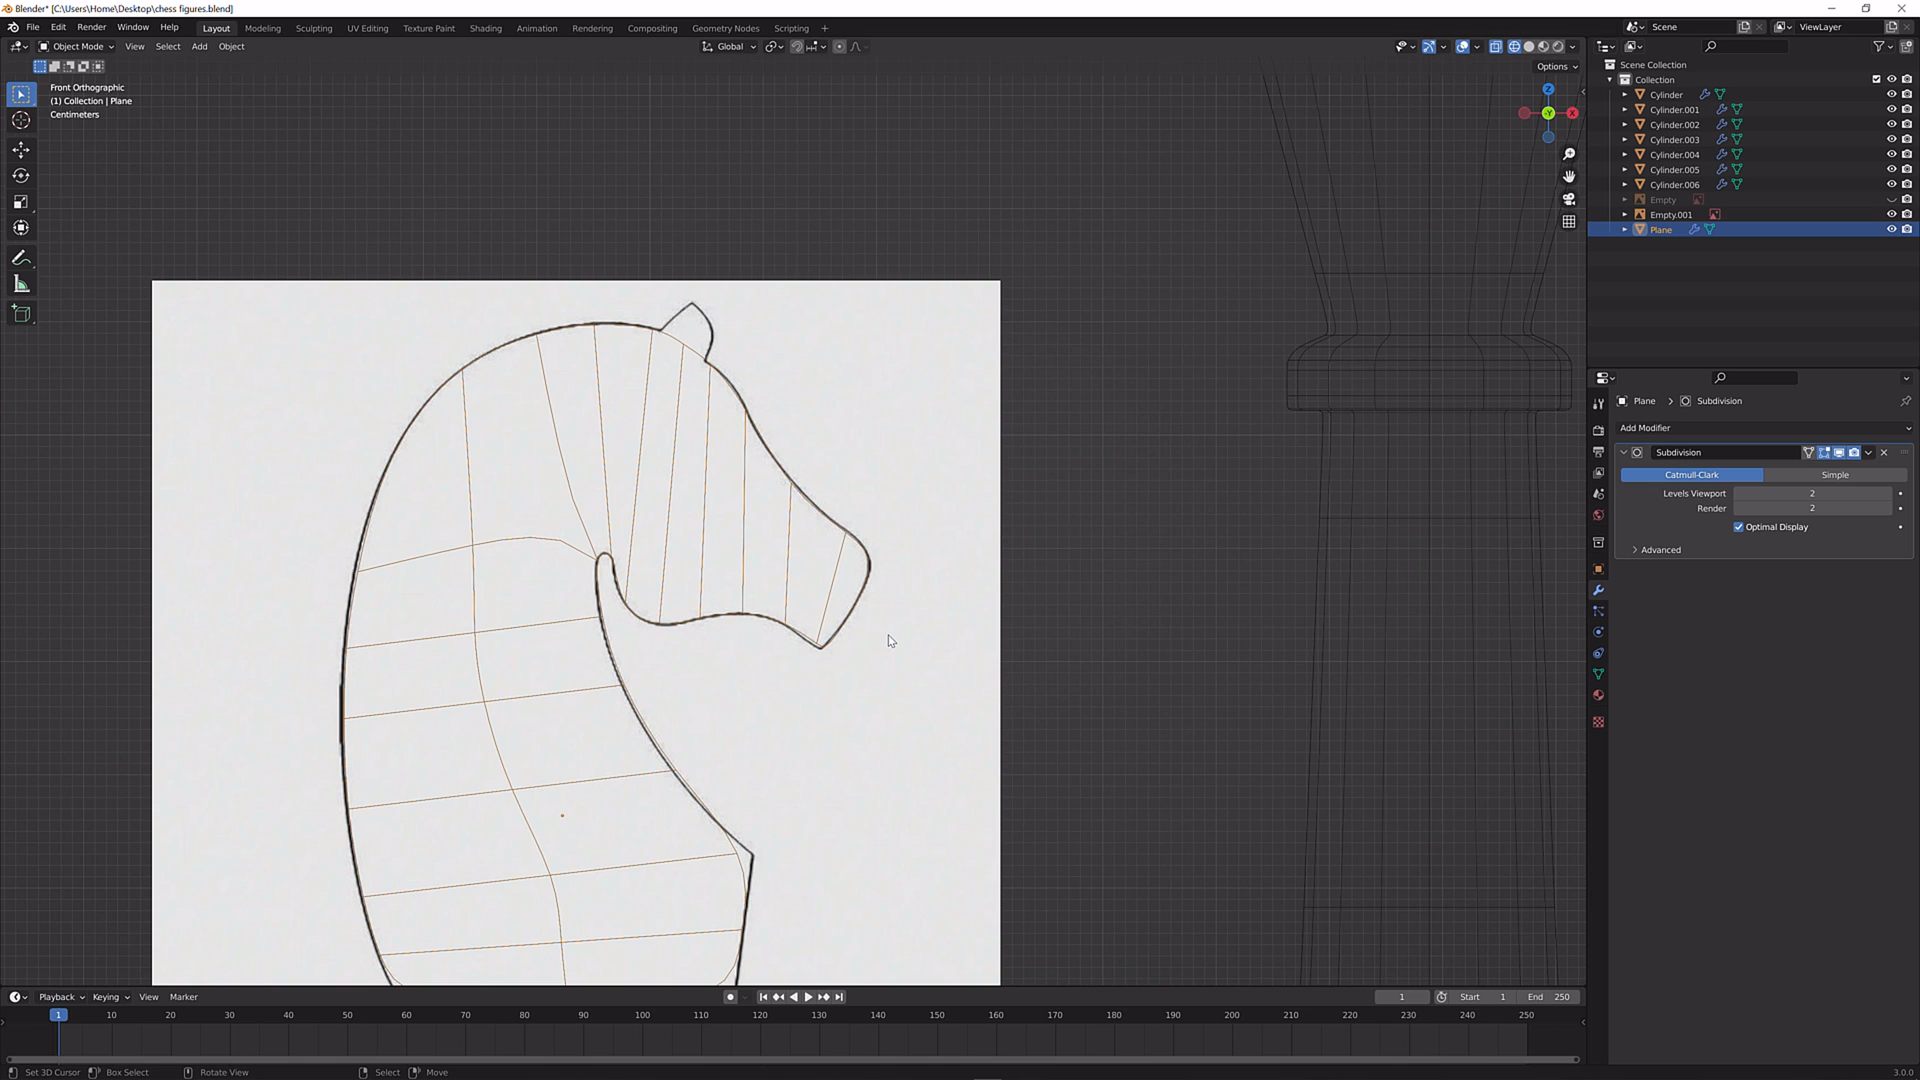 Blender* [C:\Users\Home\Desktop\chess figures.blend]
File Edit Render Window Help Layout Modeling Sculpting UV Editing Texture Paint Shading Animation Rendering Compositing Geometry Nodes Scripting + Scene ViewLayer
Object Mode View Select Add Object Global
Options
Front Orthographic
(1) Collection | Plane
Centimeters
Z
-Y
X
Scene Collection
Collection
Cylinder
Cylinder.001
Cylinder.002
Cylinder.003
Cylinder.004
Cylinder.005
Cylinder.006
Empty
Empty.001
Plane
Plane > Subdivision
Add Modifier
Subdivision
Catmull-Clark Simple
Levels Viewport 2
Render 2
Optimal Display
Advanced
Playback Keying View Marker 1 Start 1 End 250
1 10 20 30 40 50 60 70 80 90 100 110 120 130 140 150 160 170 180 190 200 210 220 230 240 250
Set 3D Cursor Box Select Rotate View Select Move 3.0.0